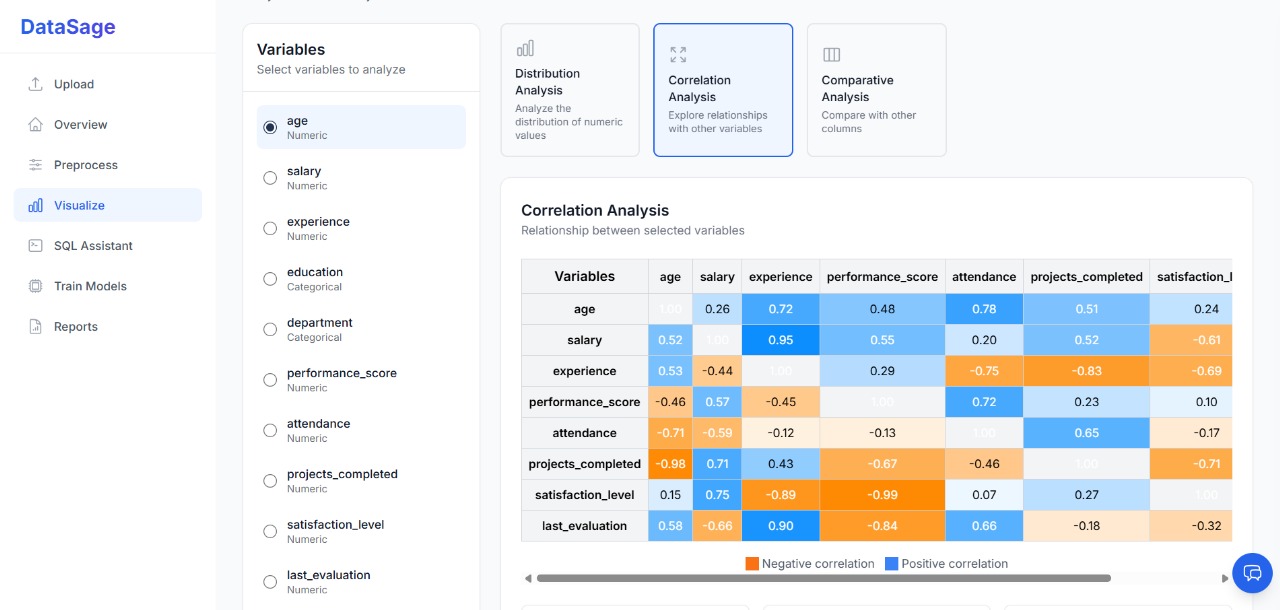 DataSage
Upload
Overview
Preprocess
Visualize
SQL Assistant
Train Models
Reports
Variables
Select variables to analyze
age
Numeric
salary
Numeric
experience
Numeric
education
Categorical
department
Categorical
performance_score
Numeric
attendance
Numeric
projects_completed
Numeric
satisfaction_level
Numeric
last_evaluation
Numeric
Distribution
Analysis
Analyze the
distribution of numeric
values
Correlation
Analysis
Explore relationships
with other variables
Comparative
Analysis
Compare with other
columns
Correlation Analysis
Relationship between selected variables
Variables age salary experience performance_score attendance projects_completed satisfaction_l
age 1.00 0.26 0.72 0.48 0.78 0.51 0.24
salary 0.52 1.00 0.95 0.55 0.20 0.52 -0.61
experience 0.53 -0.44 1.00 0.29 -0.75 -0.83 -0.69
performance_score -0.46 0.57 -0.45 1.00 0.72 0.23 0.10
attendance -0.71 -0.59 -0.12 -0.13 1.00 0.65 -0.17
projects_completed -0.98 0.71 0.43 -0.67 -0.46 1.00 -0.71
satisfaction_level 0.15 0.75 -0.89 -0.99 0.07 0.27 1.00
last_evaluation 0.58 -0.66 0.90 -0.84 0.66 -0.18 -0.32
Negative correlation Positive correlation